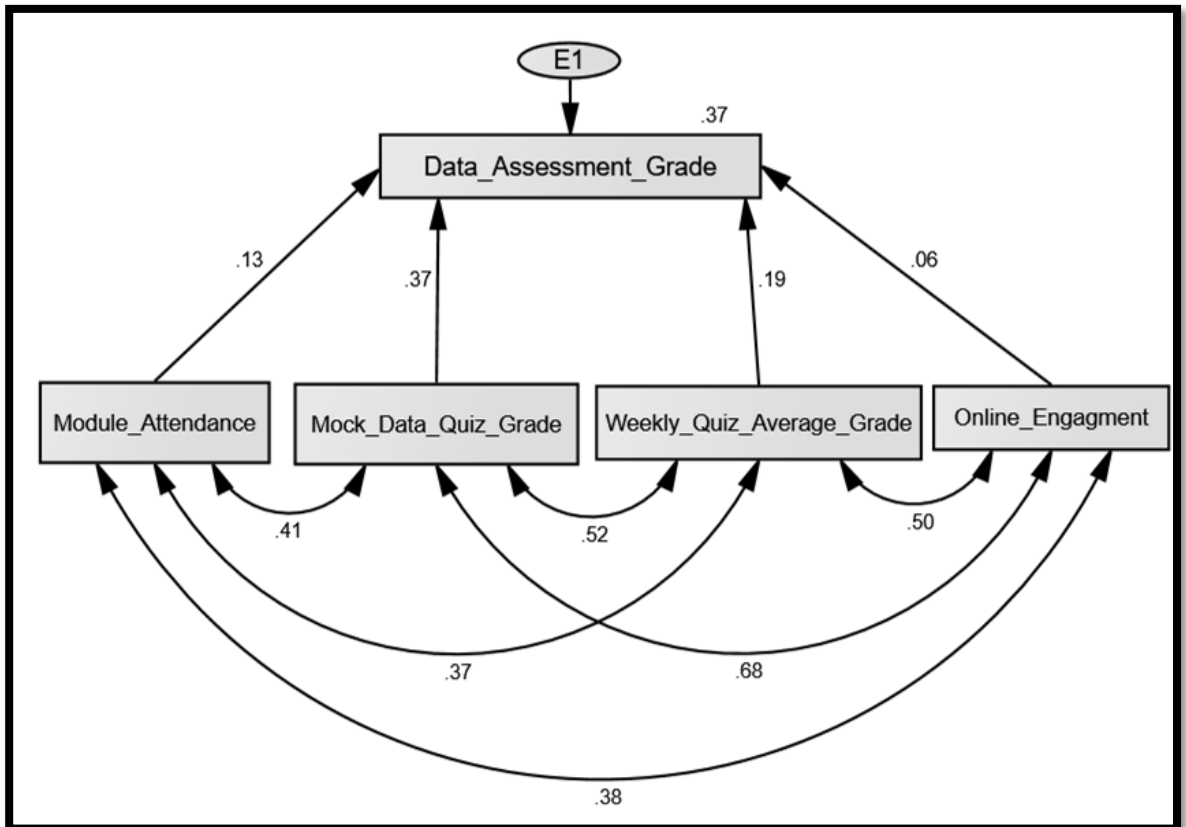 E1
.37
Data_Assessment_Grade
.13
.37
.19
.06
Module_Attendance
Mock_Data_Quiz_Grade
Weekly_Quiz_Average_Grade
Online_Engagment
.41
.52
.50
.37
.68
.38